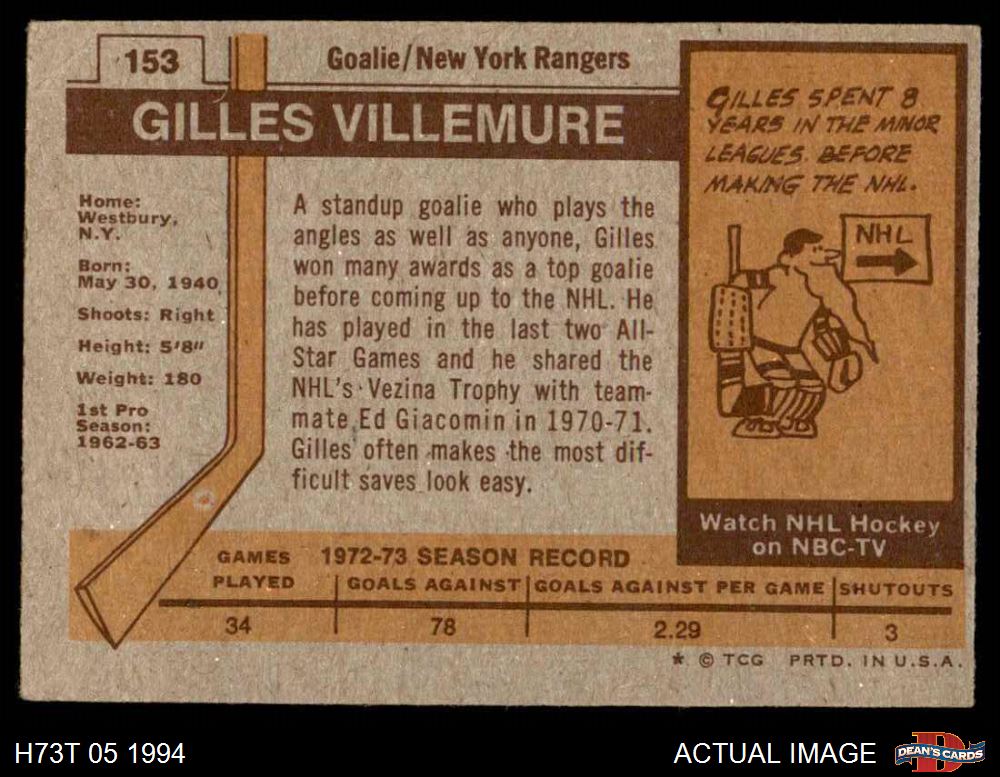 153
Goalie/New York Rangers
GILLES VILLEMURE
Home:
Westbury,
N.Y.
Born:
May 30, 1940
Shoots: Right
Height: 5'8"
Weight: 180
1st Pro
Season:
1962-63
A standup goalie who plays the
angles as well as anyone, Gilles
won many awards as a top goalie
before coming up to the NHL. He
has played in the last two All-
Star Games and he shared the
NHL's Vezina Trophy with team-
mate Ed Giacomin in 1970-71.
Gilles often makes the most dif-
ficult saves look easy.
GILLES SPENT 8
YEARS IN THE MINOR
LEAGUES BEFORE
MAKING THE NHL.
NHL
Watch NHL Hockey
on NBC-TV
1972-73 SEASON RECORD
GAMES PLAYED
GOALS AGAINST
GOALS AGAINST PER GAME
SHUTOUTS
34 78 2.29 3
* © TCG PRTD. IN U.S.A.
H73T 05 1994
ACTUAL IMAGE
DEAN'S CARDS